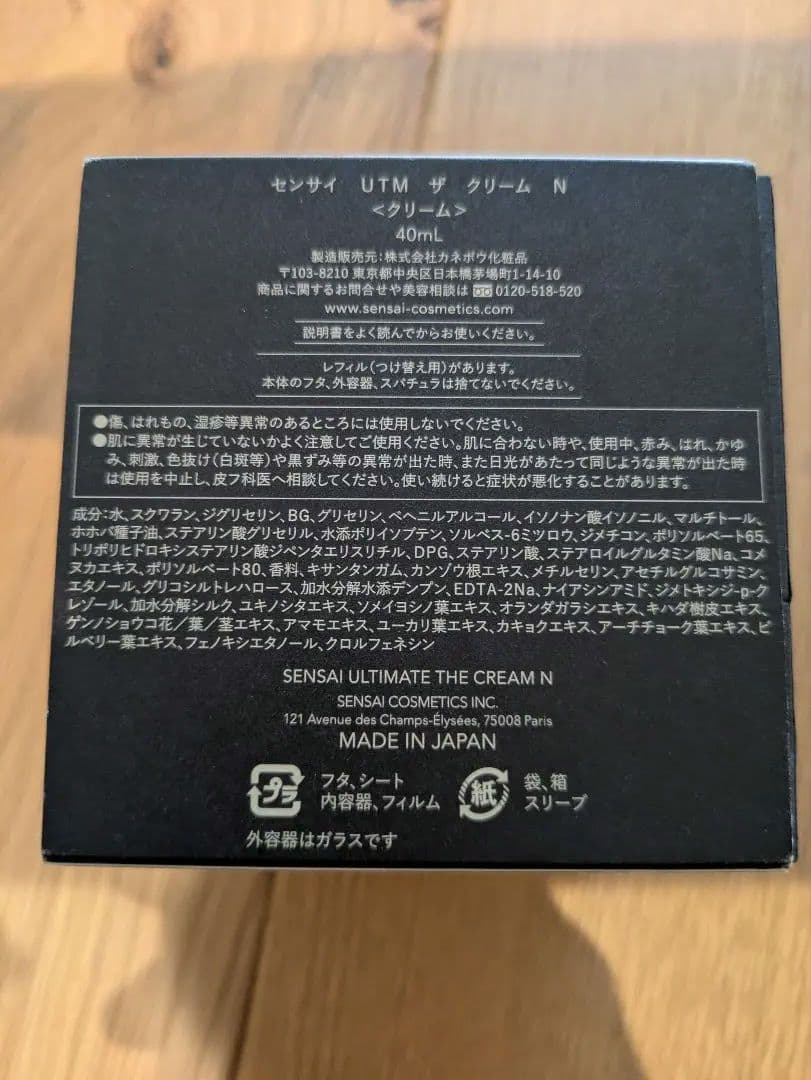 センサイ UTM ザ クリーム N
<クリーム>
40mL
製造販売元:株式会社カネボウ化粧品
〒103-8210 東京都中央区日本橋茅場町1-14-10
商品に関するお問合せや美容相談は 0120-518-520
www.sensai-cosmetics.com
説明書をよく読んでからお使いください。
レフィル(つけ替え用)があります。
本体のフタ、外容器、スパチュラは捨てないでください。
●傷、はれもの、湿疹等異常のあるところには使用しないでください。
●肌に異常が生じていないかよく注意してご使用ください。肌に合わない時や、使用中、赤み、はれ、かゆ
み、刺激、色抜け(白斑等)や黒ずみ等の異常が出た時、また日光があたって同じような異常が出た時
は使用を中止し、皮フ科医へ相談してください。使い続けると症状が悪化することがあります。
成分:水、スクワラン、ジグリセリン、BG、グリセリン、ベヘニルアルコール、イソノナン酸イソノニル、マルチトール、
ホホバ種子油、ステアリン酸グリセリル、水添ポリイソブテン、ソルベス-6ミツロウ、ジメチコン、ポリソルベート65、
トリポリヒドロキシステアリン酸ジペンタエリスリチル、DPG、ステアリン酸、ステアロイルグルタミン酸Na、コメ
ヌカエキス、ポリソルベート80、香料、キサンタンガム、カンゾウ根エキス、メチルセリン、アセチルグルコサミン、
エタノール、グリコシルトレハロース、加水分解水添デンプン、EDTA-2Na、ナイアシンアミド、ジメトキシジ-p-ク
レゾール、加水分解シルク、ユキノシタエキス、ソメイヨシノ葉エキス、オランダガラシエキス、キハダ樹皮エキス、
ゲンノショウコ花/葉/茎エキス、アマモエキス、ユーカリ葉エキス、カキョクエキス、アーチチョーク葉エキス、ビ
ルベリー葉エキス、フェノキシエタノール、クロルフェネシン
SENSAI ULTIMATE THE CREAM N
SENSAI COSMETICS INC.
121 Avenue des Champs-Élysées, 75008 Paris
MADE IN JAPAN
プラ フタ、シート
内容器、フィルム
紙 袋、箱
スリーブ
外容器はガラスです